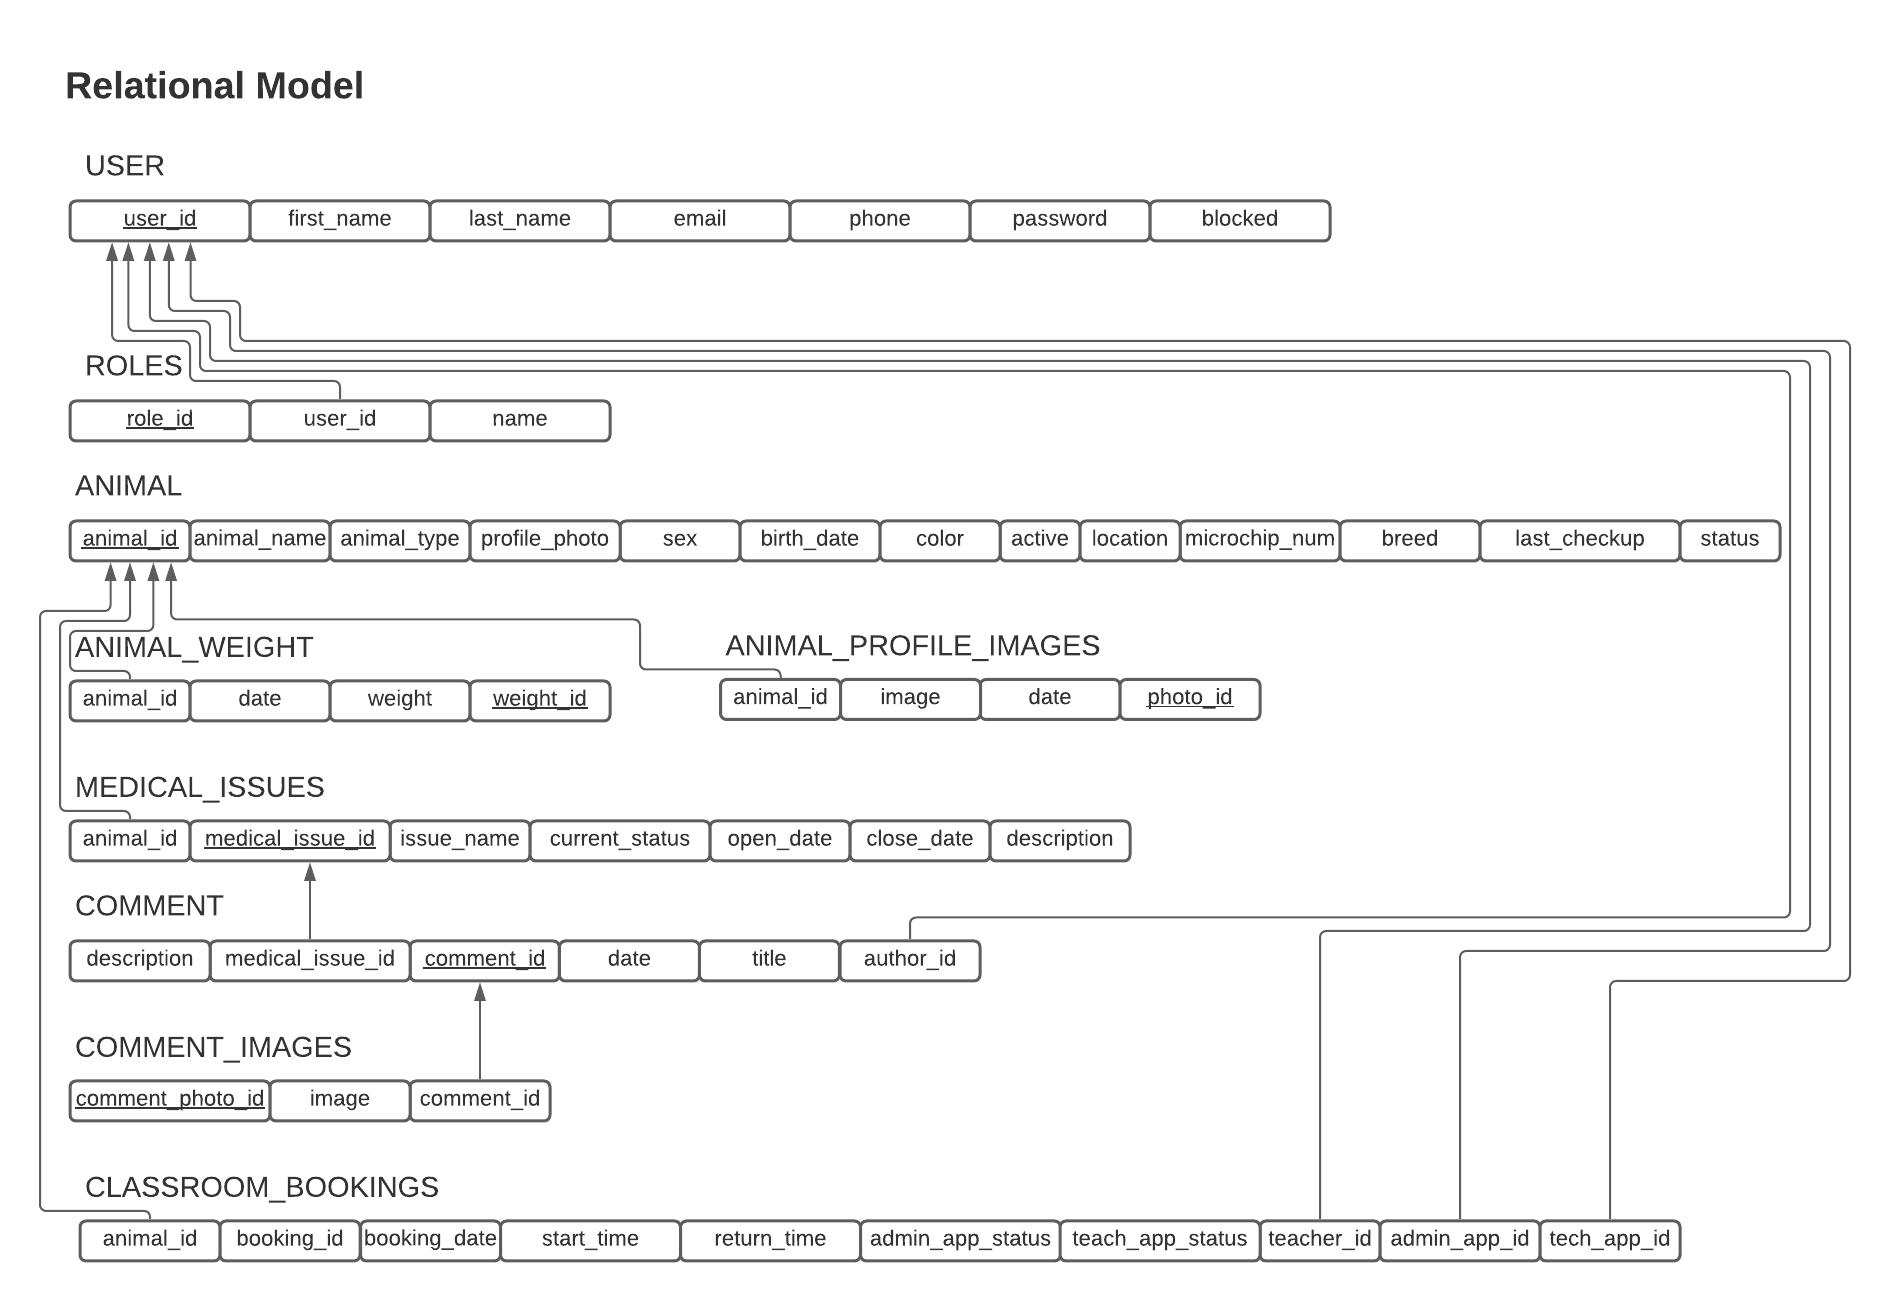 Relational Model
USER
user_id first_name last_name email phone password blocked
ROLES
role_id user_id name
ANIMAL
animal_id animal_name animal_type profile_photo sex birth_date color active location microchip_num breed last_checkup status
ANIMAL_WEIGHT
animal_id date weight weight_id
ANIMAL_PROFILE_IMAGES
animal_id image date photo_id
MEDICAL_ISSUES
animal_id medical_issue_id issue_name current_status open_date close_date description
COMMENT
description medical_issue_id comment_id date title author_id
COMMENT_IMAGES
comment_photo_id image comment_id
CLASSROOM_BOOKINGS
animal_id booking_id booking_date start_time return_time admin_app_status teach_app_status teacher_id admin_app_id tech_app_id